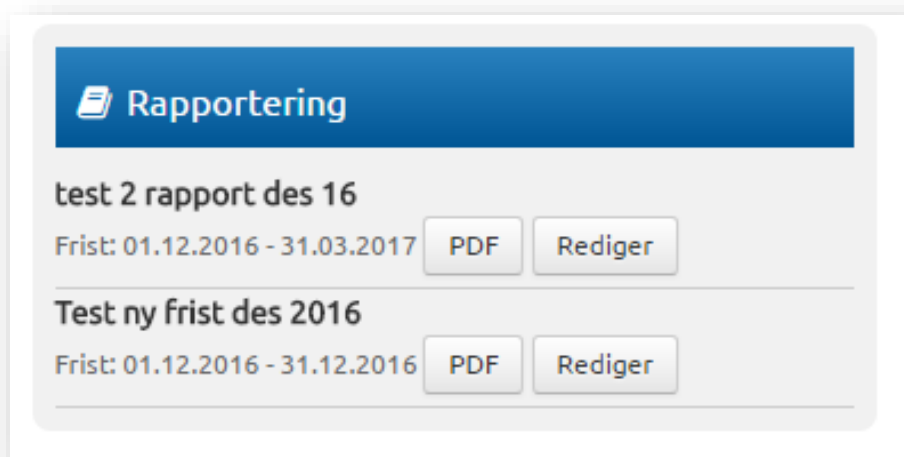 Rapportering
test 2 rapport des 16
Frist: 01.12.2016 - 31.03.2017 PDF Rediger
Test ny frist des 2016
Frist: 01.12.2016 - 31.12.2016 PDF Rediger